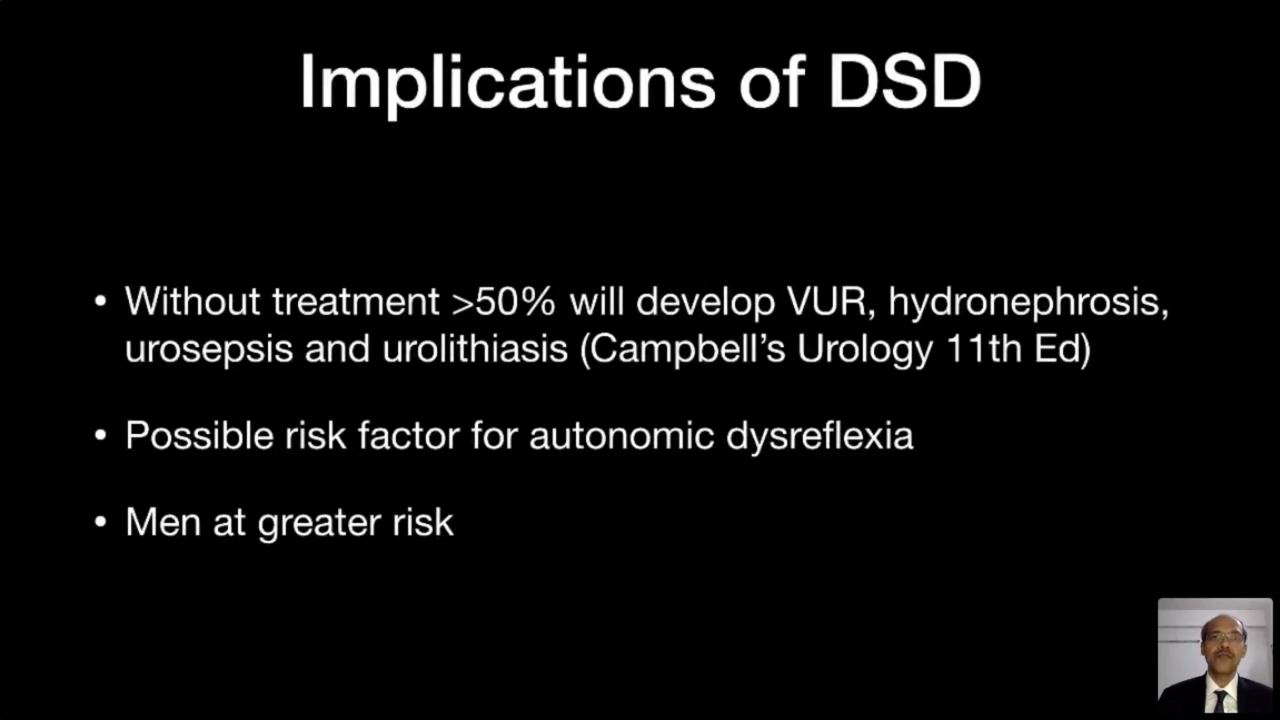 Implications of DSD
• Without treatment >50% will develop VUR, hydronephrosis,
urosepsis and urolithiasis (Campbell’s Urology 11th Ed)
• Possible risk factor for autonomic dysreflexia
• Men at greater risk